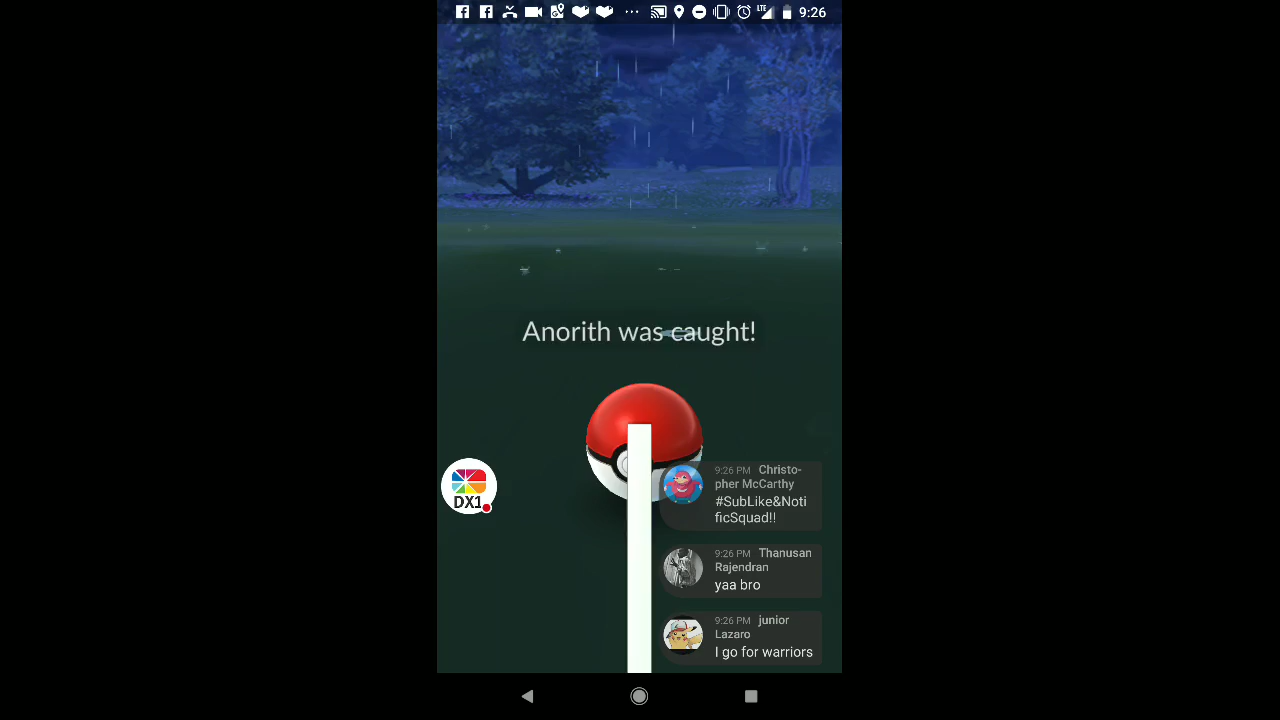 LTE 9:26
Anorith was caught!
DX1
9:26 PM Christo-
pher McCarthy
#SubLike&Noti
ficSquad!!
9:26 PM Thanusan
Rajendran
yaa bro
9:26 PM junior
Lazaro
I go for warriors